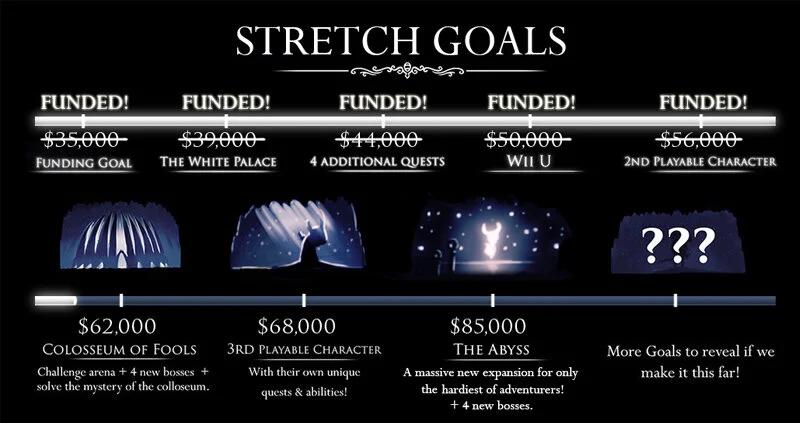 STRETCH GOALS
FUNDED! FUNDED! FUNDED! FUNDED! FUNDED!
$35,000 $39,000 $44,000 $50,000 $56,000
FUNDING GOAL THE WHITE PALACE 4 ADDITIONAL QUESTS WII U 2ND PLAYABLE CHARACTER
???
$62,000 $68,000 $85,000
COLOSSEUM OF FOOLS 3RD PLAYABLE CHARACTER THE ABYSS More Goals to reveal if we
Challenge arena + 4 new bosses + With their own unique A massive new expansion for only make it this far!
solve the mystery of the colloseum. quests & abilities! the hardiest of adventurers!
+ 4 new bosses.